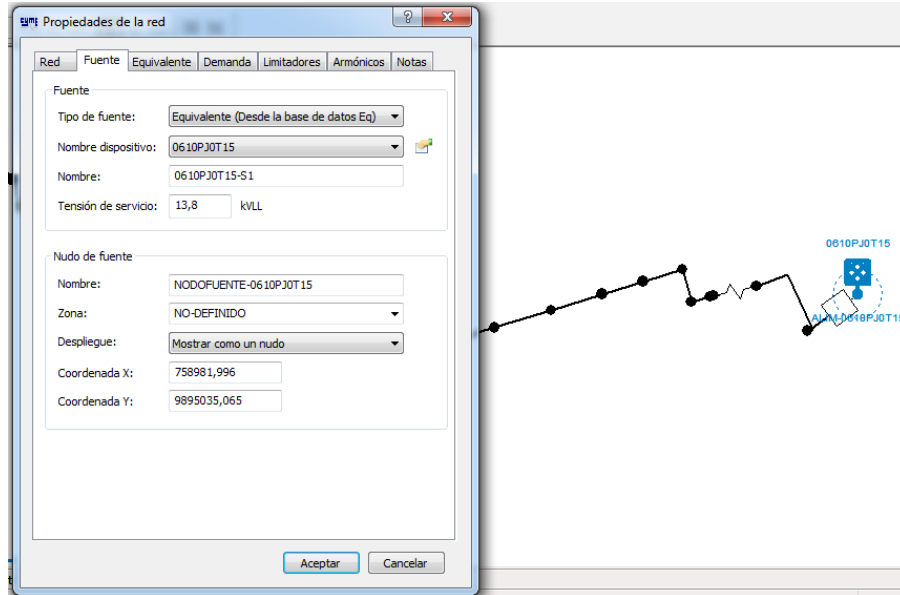 CYME Propiedades de la red
Red Fuente Equivalente Demanda Limitadores Armónicos Notas
Fuente
Tipo de fuente: Equivalente (Desde la base de datos Eq)
Nombre dispositivo: 0610PJ0T15
Nombre: 0610PJ0T15-S1
Tensión de servicio: 13,8 kVLL
Nudo de fuente
Nombre: NODOFUENTE-0610PJ0T15
Zona: NO-DEFINIDO
Despliegue: Mostrar como un nudo
Coordenada X: 758981,996
Coordenada Y: 9895035,065
Aceptar Cancelar
0610PJ0T15
ALIM-0610PJ0T15